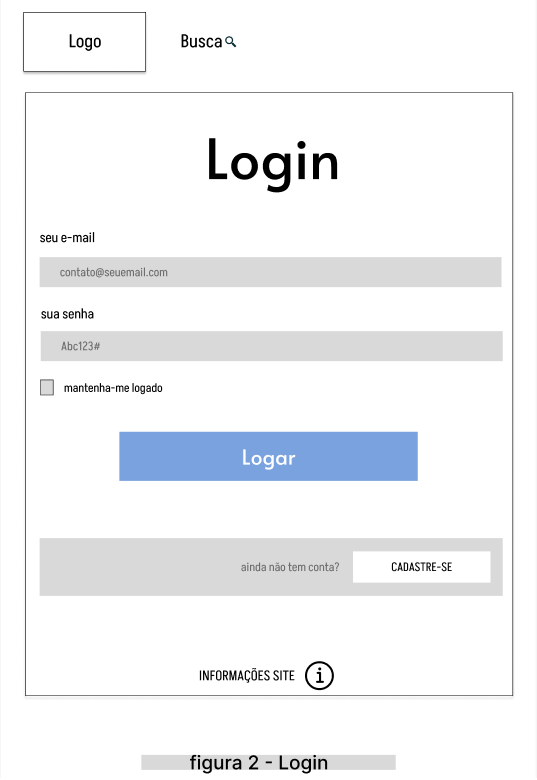 Logo
Busca
Login
seu e-mail
contato@seuemail.com
sua senha
Abc123#
mantenha-me logado
Logar
ainda não tem conta?
CADASTRE-SE
INFORMAÇÕES SITE
figura 2 - Login